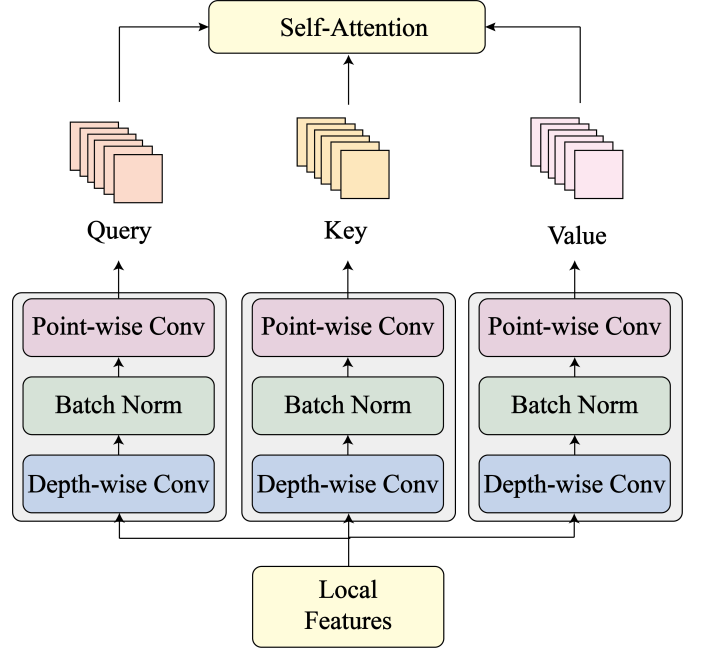 Self-Attention
Query
Key
Value
Point-wise Conv
Point-wise Conv
Point-wise Conv
Batch Norm
Batch Norm
Batch Norm
Depth-wise Conv
Depth-wise Conv
Depth-wise Conv
Local
Features